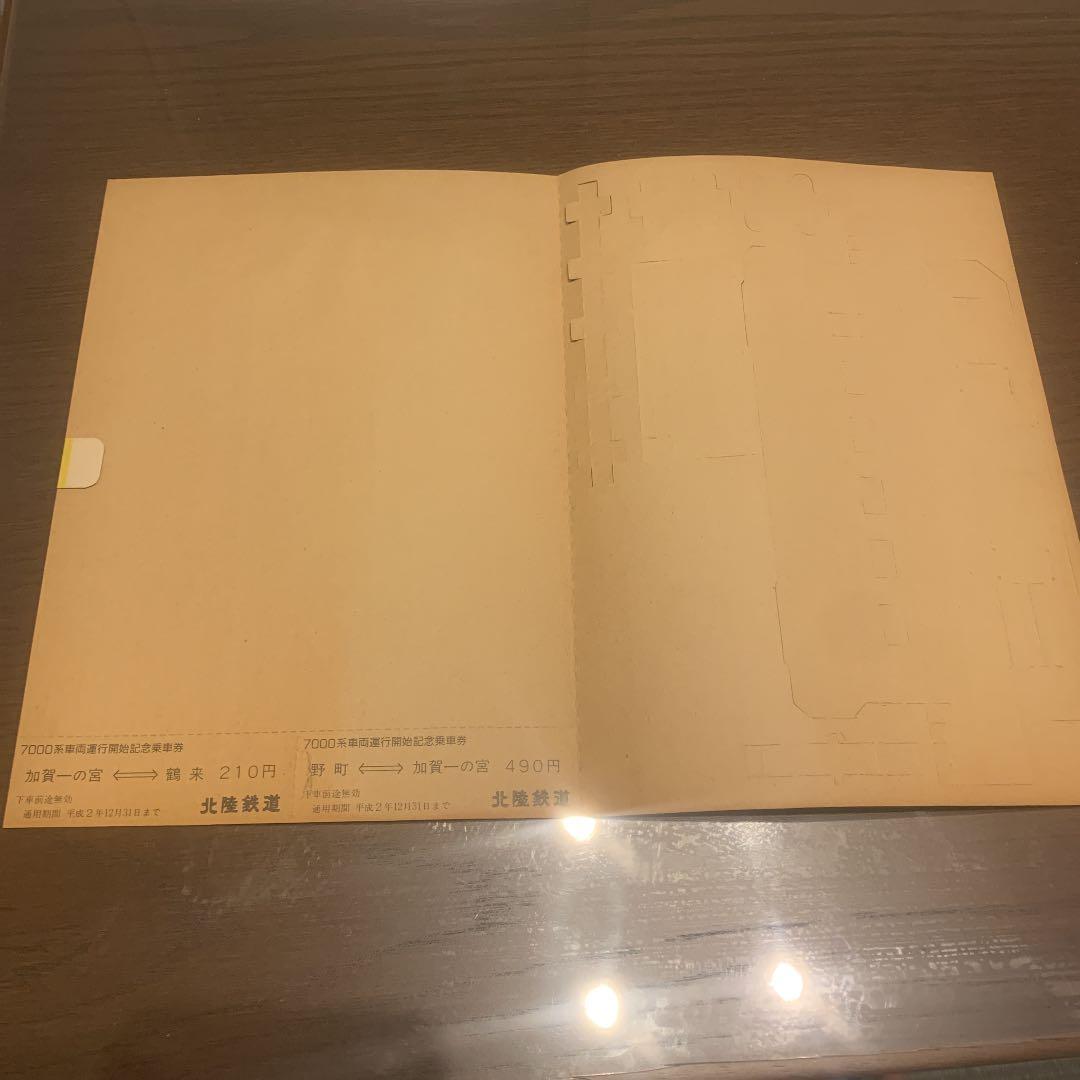 7000系車両運行開始記念乗車券
加賀一の宮 ⟺ 鶴来 210円
下車前途無効
通用期間 平成2年12月31日まで
北陸鉄道
7000系車両運行開始記念乗車券
野町 ⟺ 加賀一の宮 490円
下車前途無効
通用期間 平成2年12月31日まで
北陸鉄道